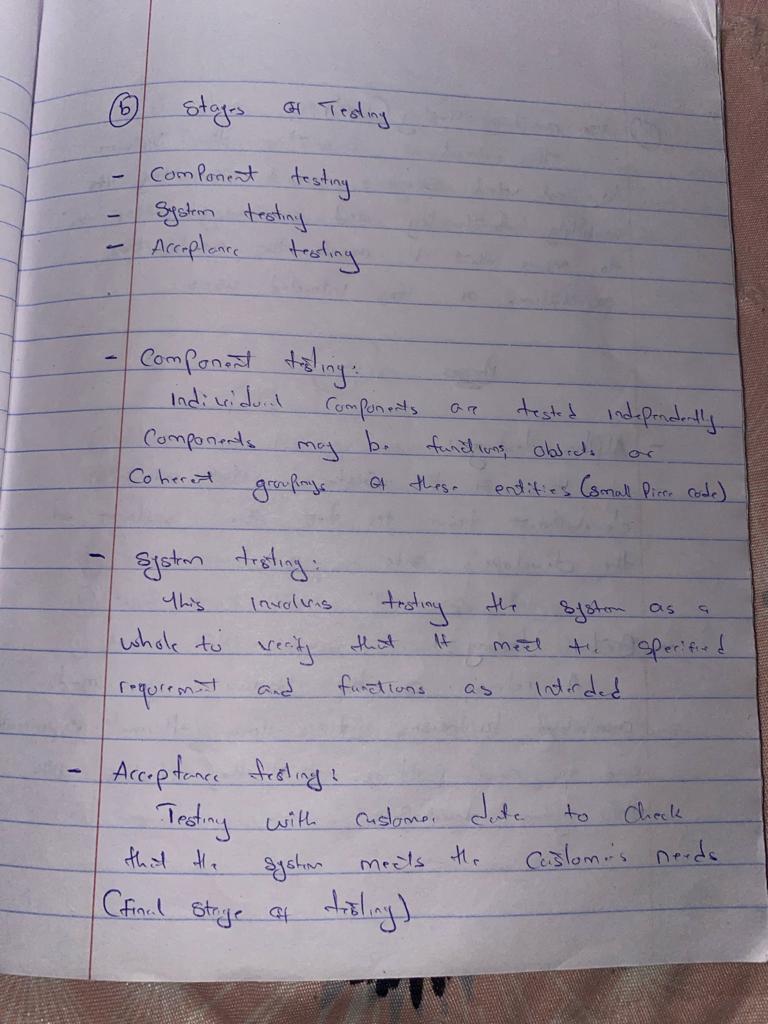 (b) Stages of Testing
- Component testing
- System testing
- Acceptance testing
- Component testing:
Individual Components are tested independently
Components may be functions, objects or
Coherent groupings of these entities (small piece code)
- System testing:
This involves testing the system as a
whole to verify that it meet the specified
requirement and functions as intended
- Acceptance testing:
Testing with customer data to check
that the system meets the customer's needs
(final stage of testing)